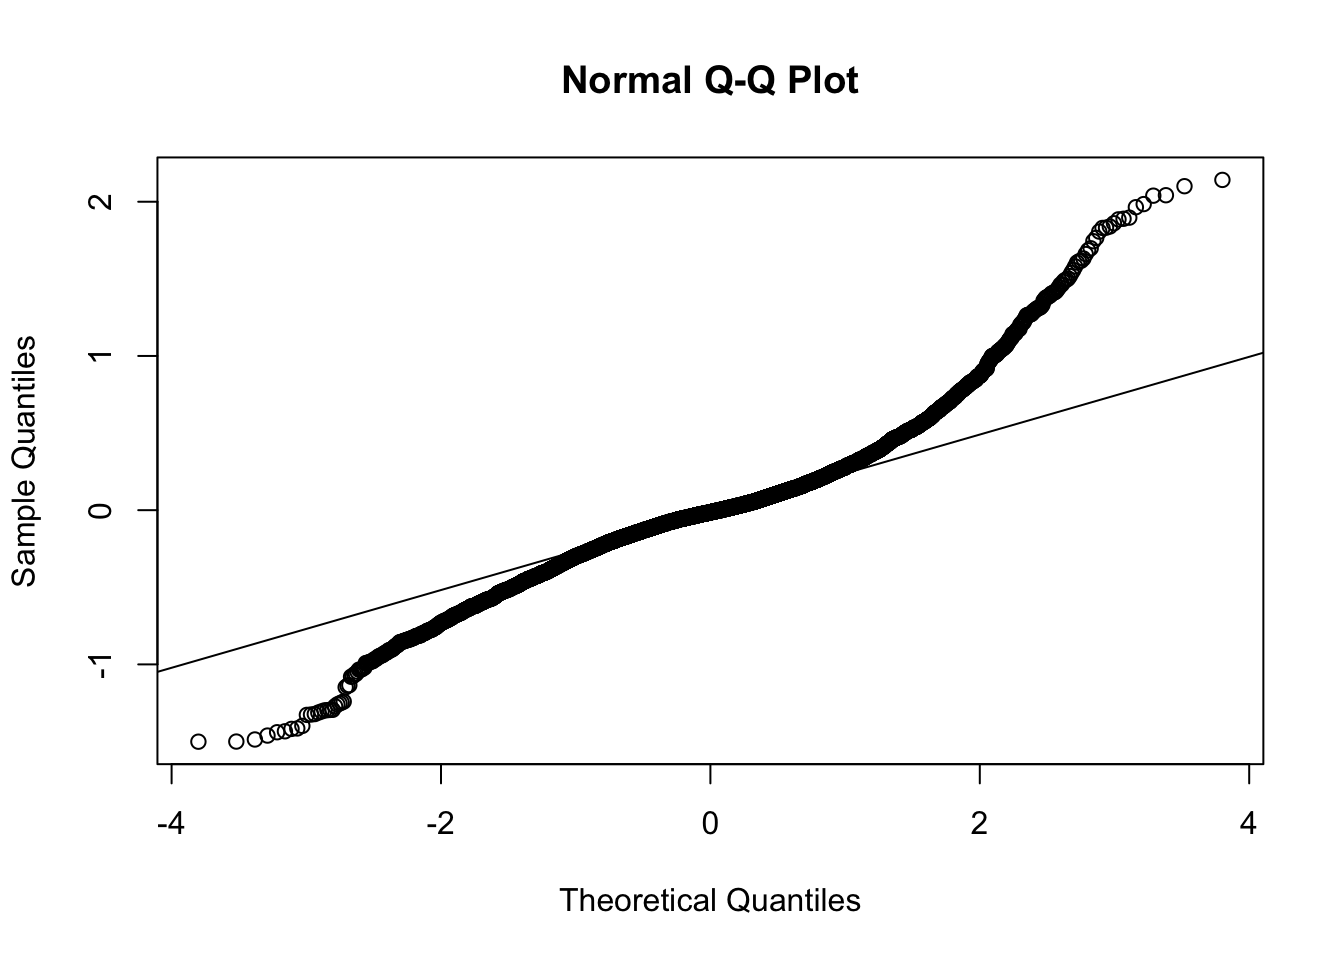 Normal Q-Q Plot
2
1
0
-1
Sample Quantiles
-4 -2 0 2 4
Theoretical Quantiles